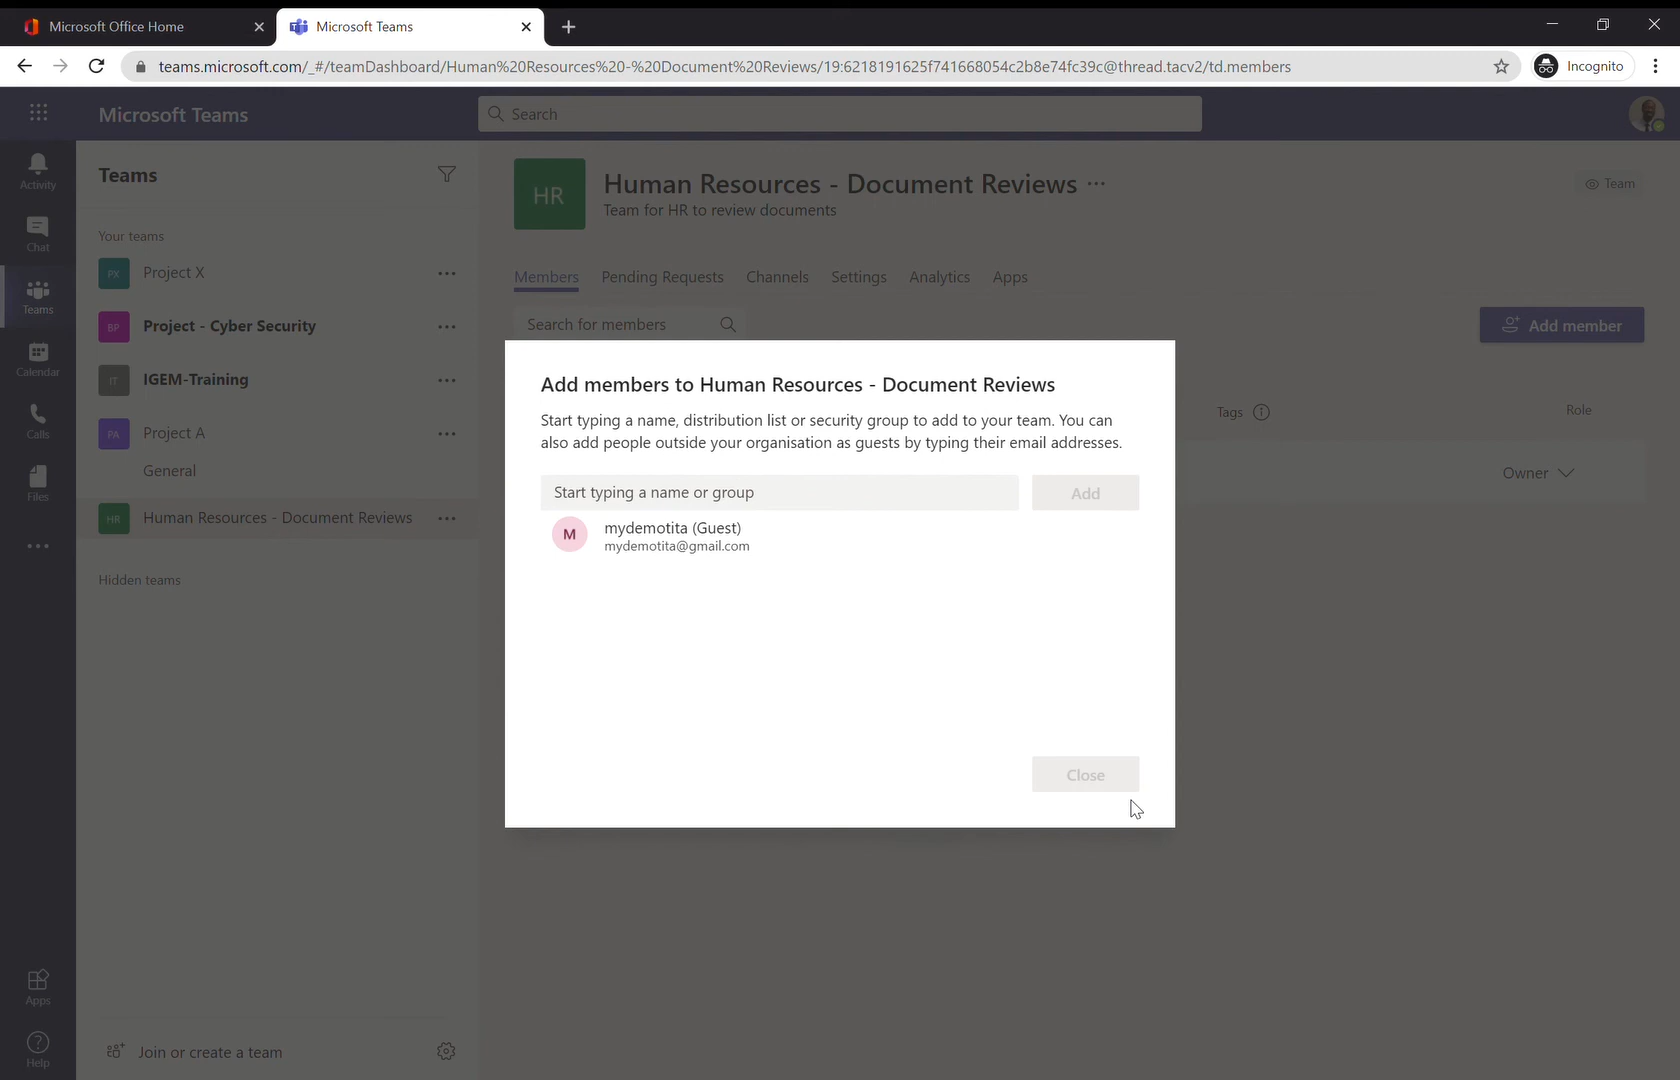 Microsoft Office Home
Microsoft Teams
teams.microsoft.com/_#/teamDashboard/Human%20Resources%20-%20Document%20Reviews/19:6218191625f741668054c2b8e74fc39c@thread.tacv2/td.members
Incognito
Microsoft Teams
Search
Activity
Chat
Teams
Calendar
Calls
Files
Apps
Help
Teams
Your teams
PX Project X
BP Project - Cyber Security
IT IGEM-Training
PA Project A
General
HR Human Resources - Document Reviews
Hidden teams
Join or create a team
HR
Human Resources - Document Reviews
Team for HR to review documents
Team
Members Pending Requests Channels Settings Analytics Apps
Search for members
Add member
Tags
Role
Owner
Add members to Human Resources - Document Reviews
Start typing a name, distribution list or security group to add to your team. You can
also add people outside your organisation as guests by typing their email addresses.
Start typing a name or group
Add
M
mydemotita (Guest)
mydemotita@gmail.com
Close